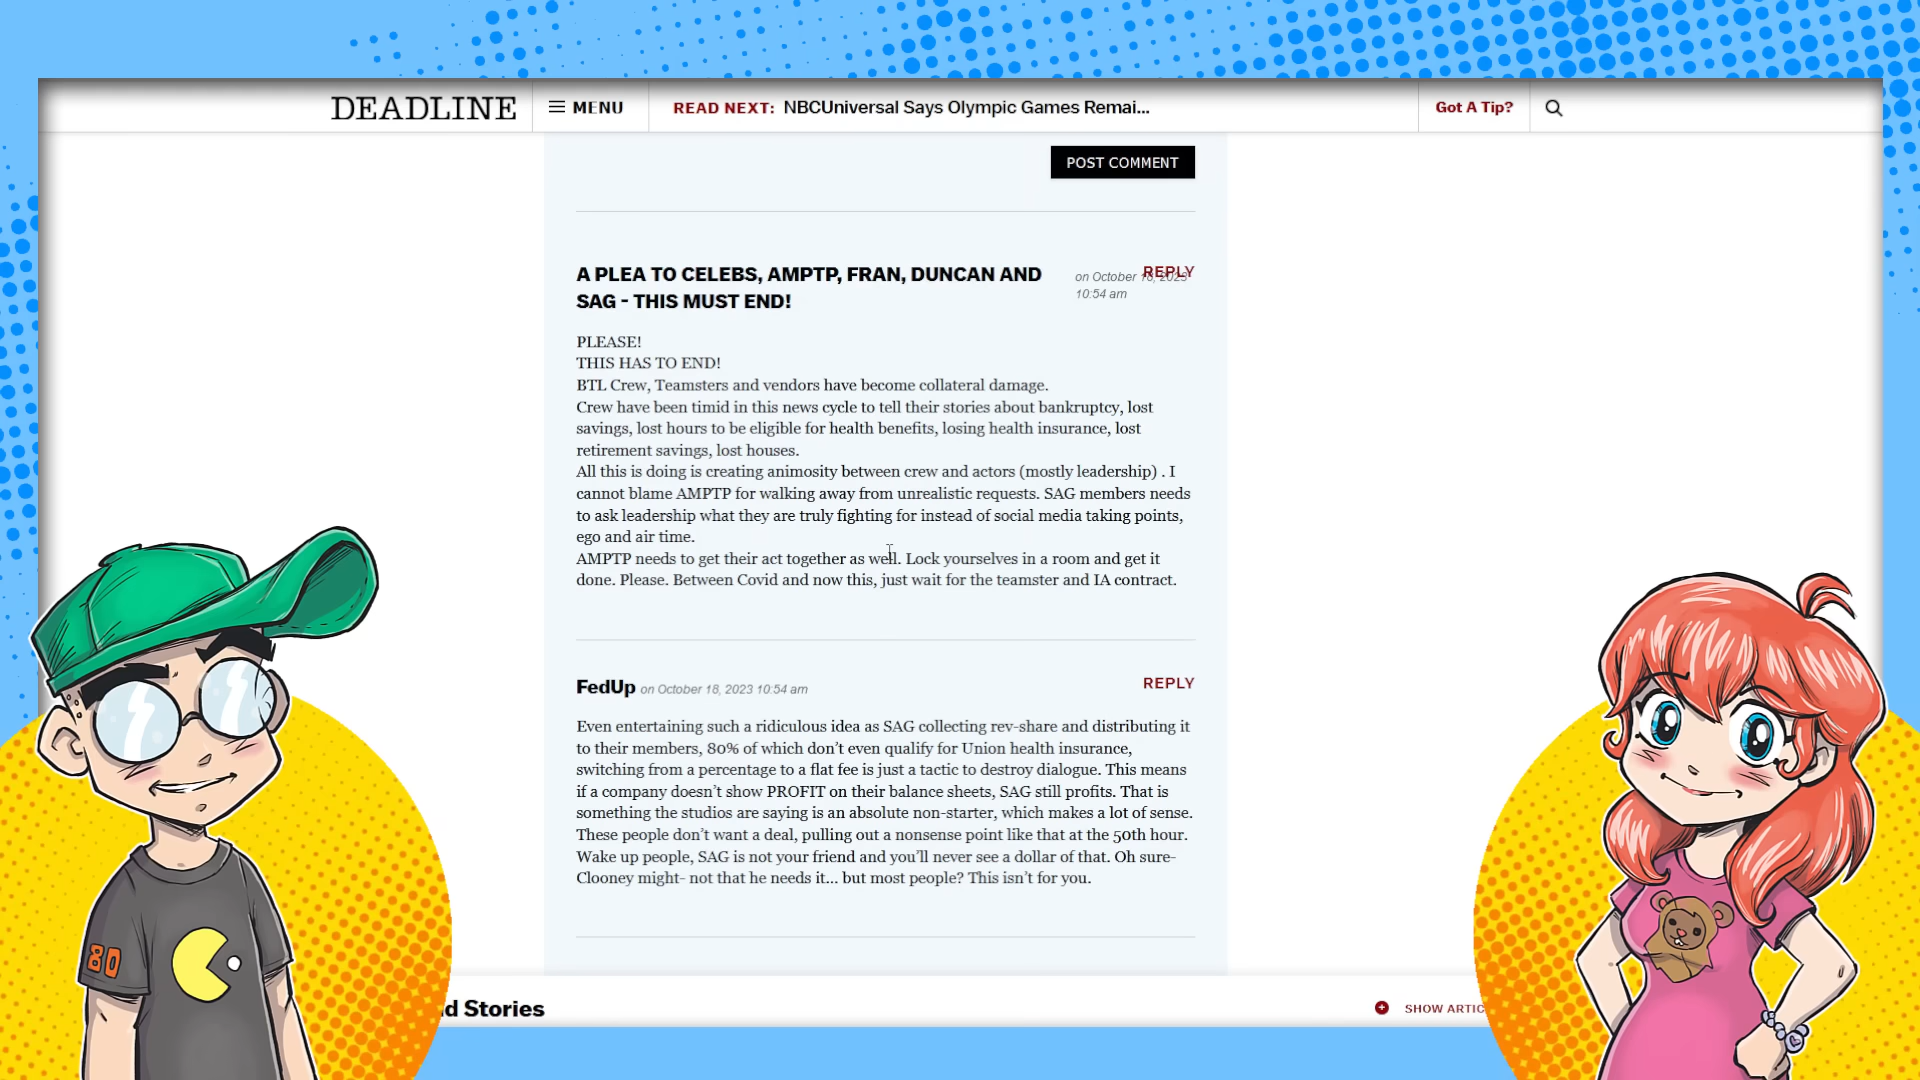 DEADLINE
MENU
READ NEXT: NBCUniversal Says Olympic Games Remai...
Got A Tip?
POST COMMENT
A PLEA TO CELEBS, AMPTP, FRAN, DUNCAN AND
SAG - THIS MUST END!
on October 18, 2023
10:54 am
REPLY
PLEASE!
THIS HAS TO END!
BTL Crew, Teamsters and vendors have become collateral damage.
Crew have been timid in this news cycle to tell their stories about bankruptcy, lost
savings, lost hours to be eligible for health benefits, losing health insurance, lost
retirement savings, lost houses.
All this is doing is creating animosity between crew and actors (mostly leadership) . I
cannot blame AMPTP for walking away from unrealistic requests. SAG members needs
to ask leadership what they are truly fighting for instead of social media taking points,
ego and air time.
AMPTP needs to get their act together as well. Lock yourselves in a room and get it
done. Please. Between Covid and now this, just wait for the teamster and IA contract.
FedUp on October 18, 2023 10:54 am
REPLY
Even entertaining such a ridiculous idea as SAG collecting rev-share and distributing it
to their members, 80% of which don't even qualify for Union health insurance,
switching from a percentage to a flat fee is just a tactic to destroy dialogue. This means
if a company doesn't show PROFIT on their balance sheets, SAG still profits. That is
something the studios are saying is an absolute non-starter, which makes a lot of sense.
These people don't want a deal, pulling out a nonsense point like that at the 50th hour.
Wake up people, SAG is not your friend and you'll never see a dollar of that. Oh sure-
Clooney might- not that he needs it... but most people? This isn't for you.
80
d Stories
SHOW ARTIC